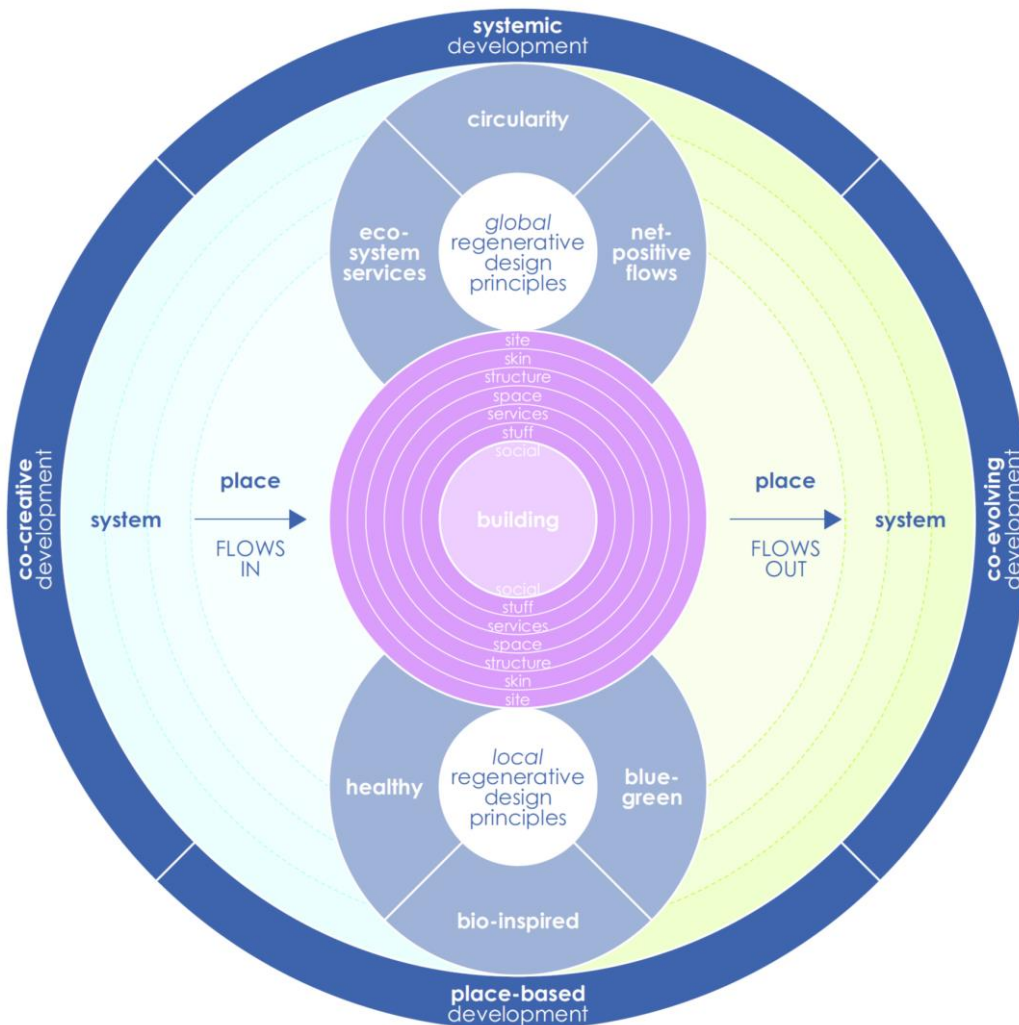 systemic
development
circularity
eco-
system
services
global
regenerative
design
principles
net-
positive
flows
site
skin
structure
space
services
stuff
social
co-creative
development
system
place
FLOWS
IN
building
place
FLOWS
OUT
system
co-evolving
development
social
stuff
services
space
structure
skin
site
healthy
local
regenerative
design
principles
blue-
green
bio-inspired
place-based
development